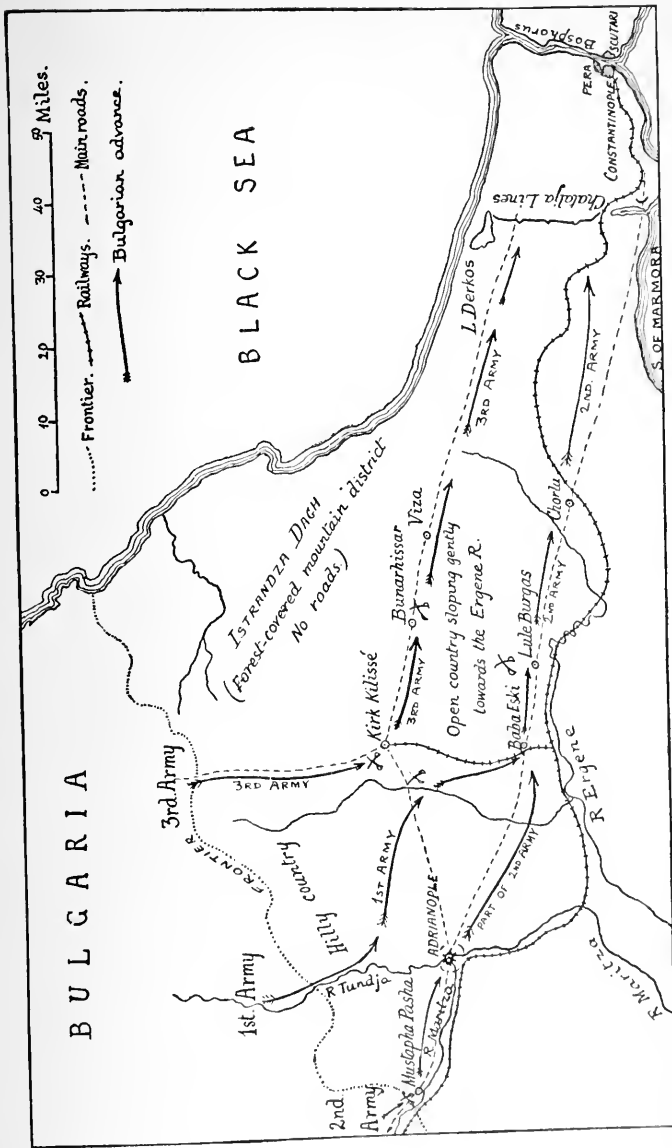 BULGARIA
BLACK SEA
0 10 20 30 40 50 Miles.
Frontier. Railways. Main roads.
Bulgarian advance.
Bosphorus
PERA
SCUTARI
CONSTANTINOPLE
Chatalja Lines
S. OF MARMORA
L. Derkos
3RD ARMY
2ND. ARMY
ISTRANDZA DAGH
(Forest-covered mountain district
No roads.)
Viza
Bunarhissar
Chorlu
Open country sloping gently
towards the Ergene R.
3RD ARMY
Kirk Kilissé
Lule Burgas
2ND ARMY
Baba Eski
R Ergene
3rd Army
3RD ARMY
FRONTIER
Hilly Country
1ST ARMY
1st. Army
R Tundja
ADRIANOPLE
PART OF 2ND ARMY
R Maritza
2nd
Army
Mustapha Pasha
R Maritza